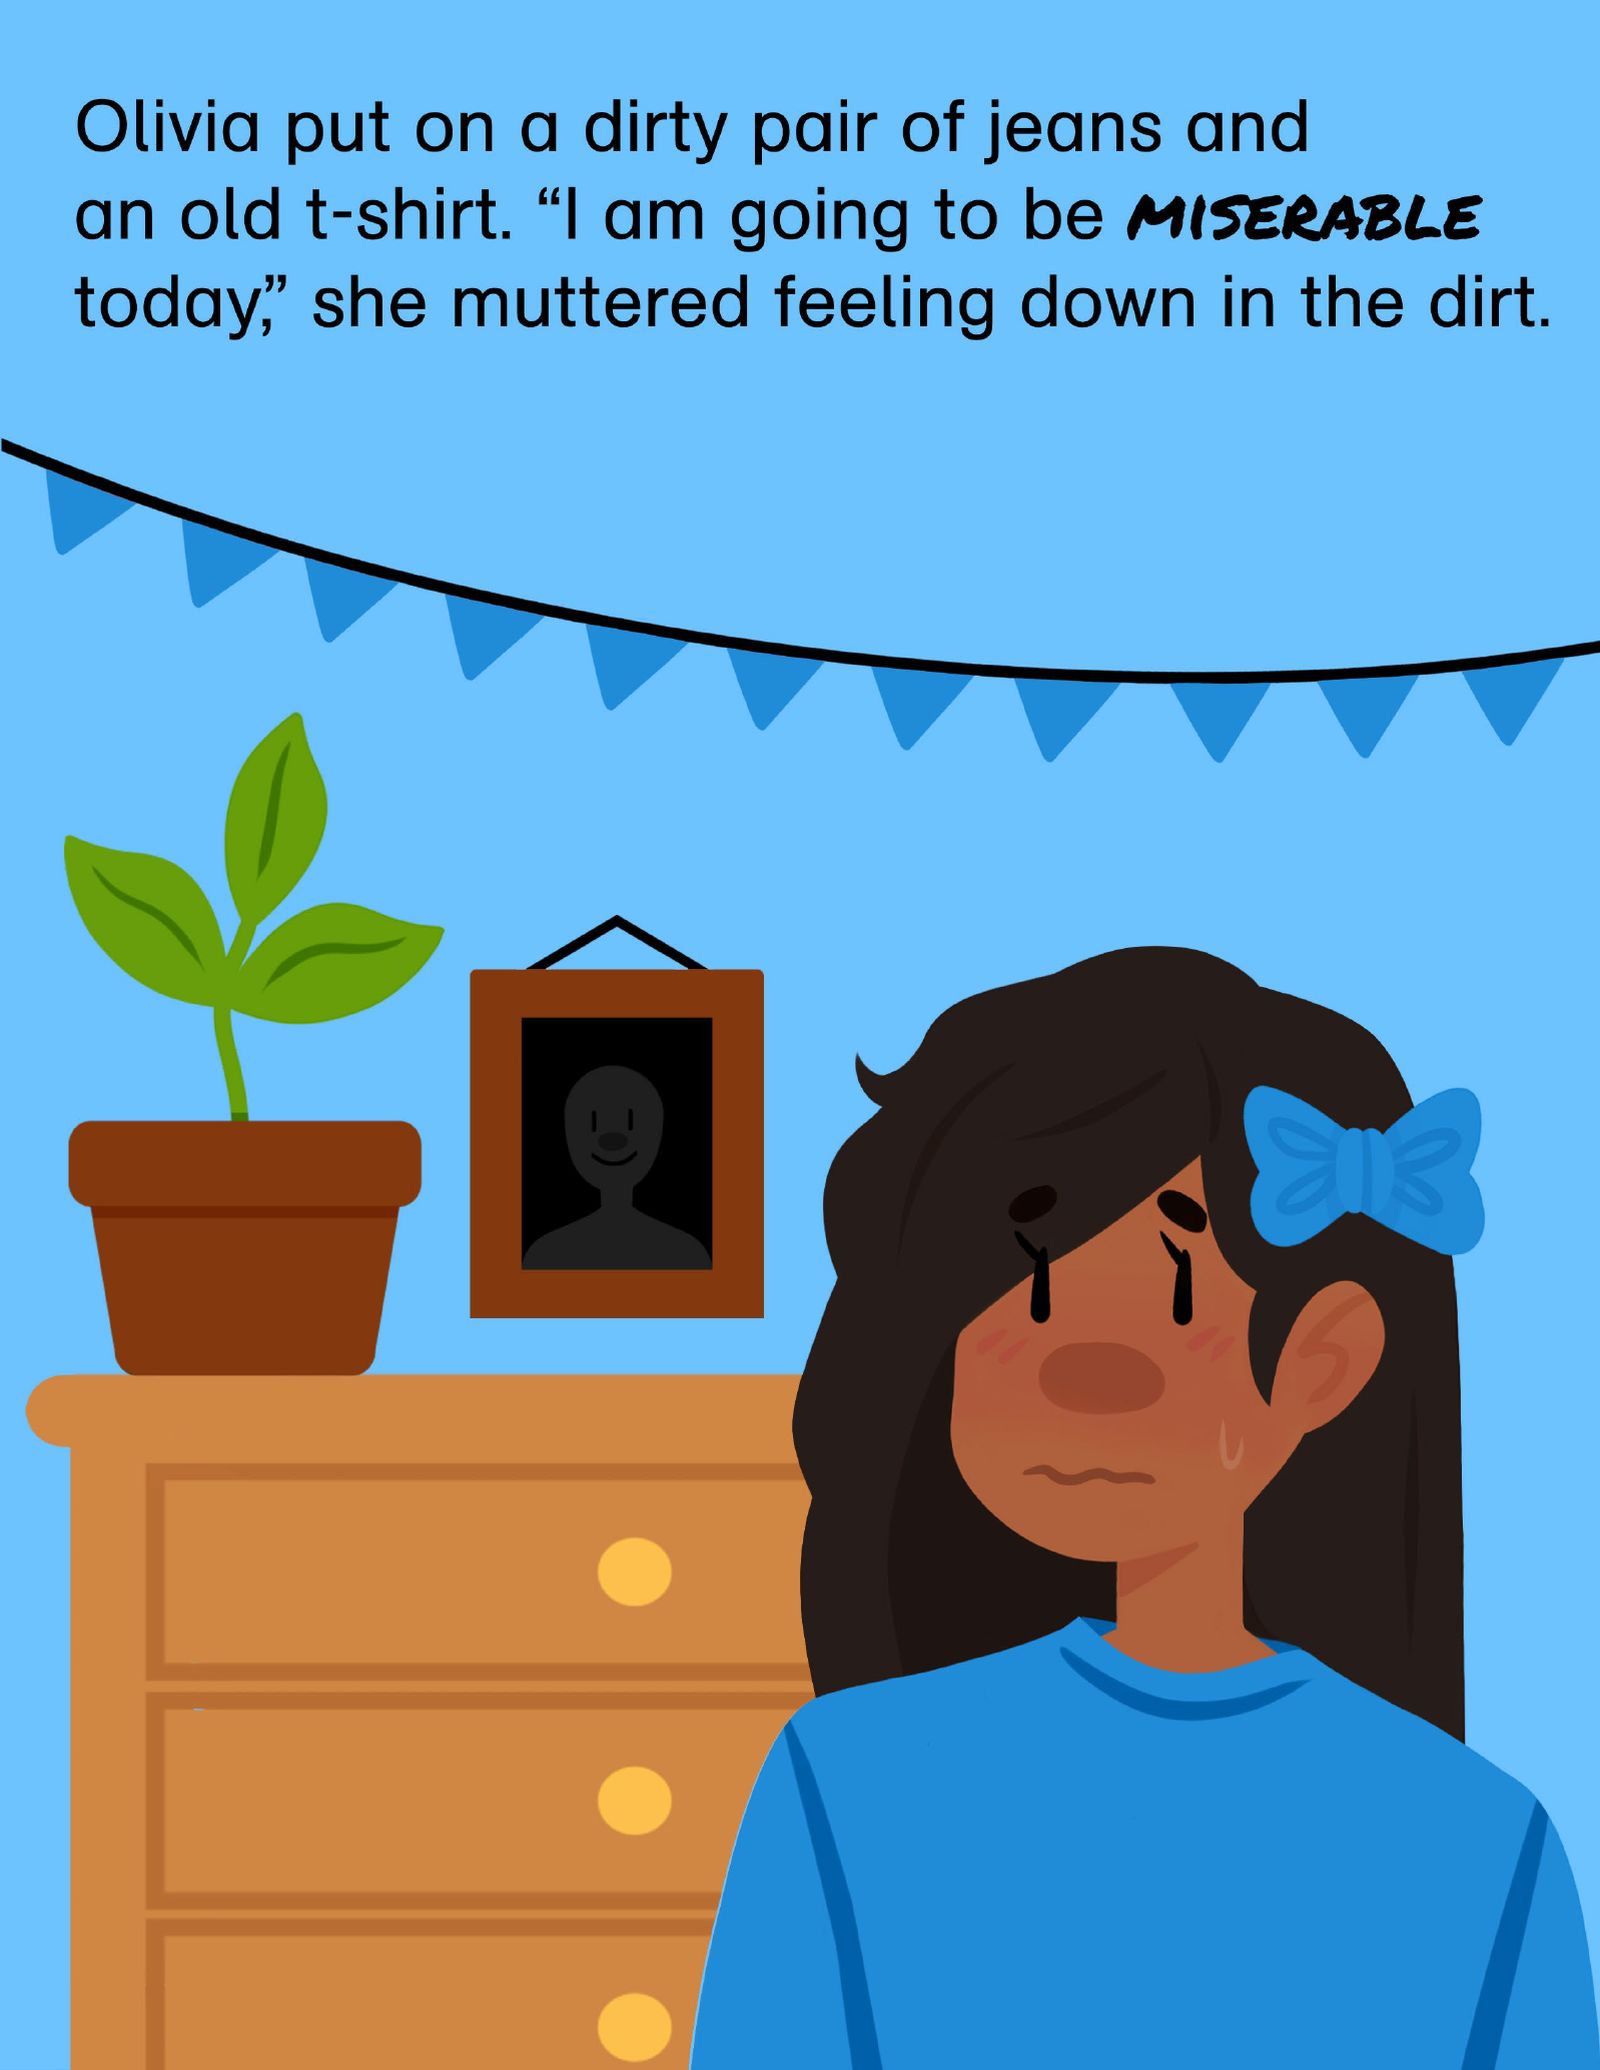 Olivia put on a dirty pair of jeans and
an old t-shirt. “I am going to be MISERABLE
today,” she muttered feeling down in the dirt.